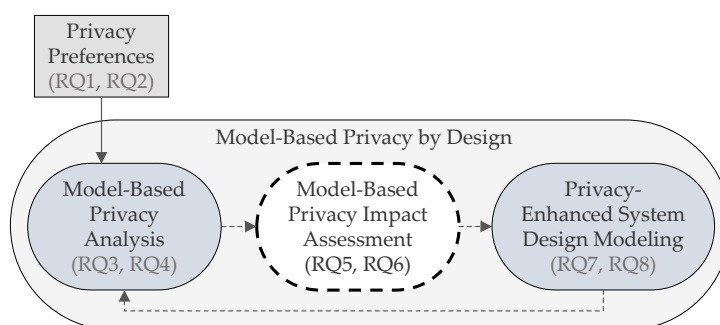 Privacy
Preferences
(RQ1, RQ2)
Model-Based Privacy by Design
Model-Based
Privacy
Analysis
(RQ3, RQ4)
Model-Based
Privacy Impact
Assessment
(RQ5, RQ6)
Privacy-
Enhanced System
Design Modeling
(RQ7, RQ8)